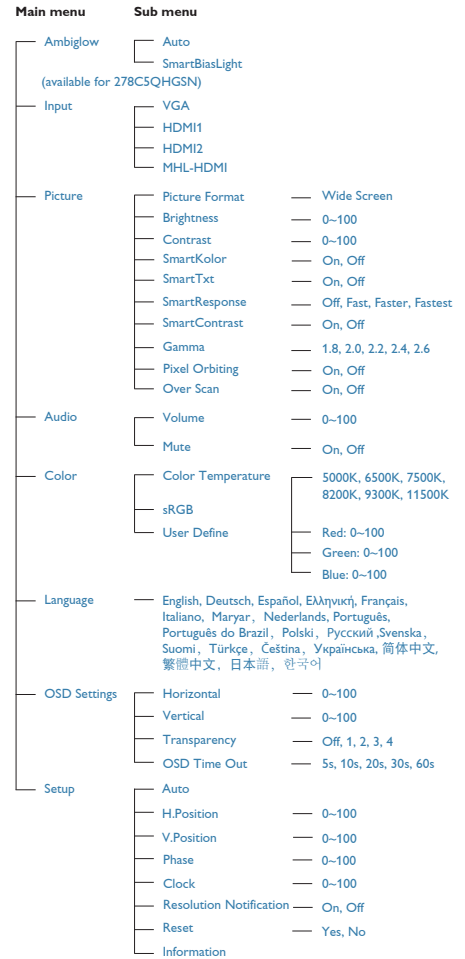 Main menu Sub menu
Ambiglow Auto
SmartBiasLight
(available for 278C5QHGSN)
Input VGA
HDMI1
HDMI2
MHL-HDMI
Picture Picture Format Wide Screen
Brightness 0~100
Contrast 0~100
SmartKolor On, Off
SmartTxt On, Off
SmartResponse Off, Fast, Faster, Fastest
SmartContrast On, Off
Gamma 1.8, 2.0, 2.2, 2.4, 2.6
Pixel Orbiting On, Off
Over Scan On, Off
Audio Volume 0~100
Mute On, Off
Color Color Temperature 5000K, 6500K, 7500K,
8200K, 9300K, 11500K
sRGB
User Define Red: 0~100
Green: 0~100
Blue: 0~100
Language English, Deutsch, Español, Ελληνική, Français,
Italiano, Maryar, Nederlands, Português,
Português do Brazil, Polski, Русский ,Svenska,
Suomi, Türkçe, Čeština, Українська, 简体中文,
繁體中文, 日本語, 한국어
OSD Settings Horizontal 0~100
Vertical 0~100
Transparency Off, 1, 2, 3, 4
OSD Time Out 5s, 10s, 20s, 30s, 60s
Setup Auto
H.Position 0~100
V.Position 0~100
Phase 0~100
Clock 0~100
Resolution Notification On, Off
Reset Yes, No
Information